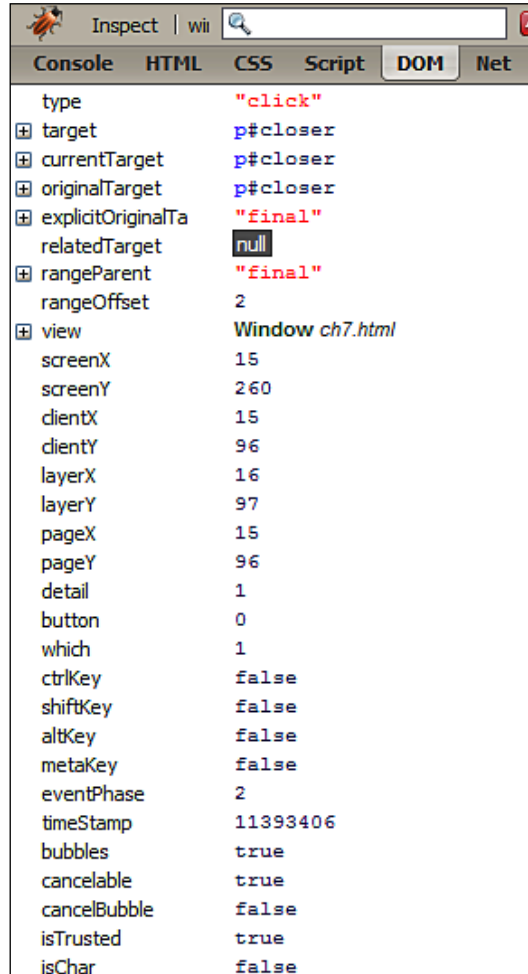 Inspect | wii
Console HTML CSS Script DOM Net
type "click"
target p#closer
currentTarget p#closer
originalTarget p#closer
explicitOriginalTa "final"
relatedTarget null
rangeParent "final"
rangeOffset 2
view Window ch7.html
screenX 15
screenY 260
clientX 15
clientY 96
layerX 16
layerY 97
pageX 15
pageY 96
detail 1
button 0
which 1
ctrlKey false
shiftKey false
altKey false
metaKey false
eventPhase 2
timeStamp 11393406
bubbles true
cancelable true
cancelBubble false
isTrusted true
isChar false